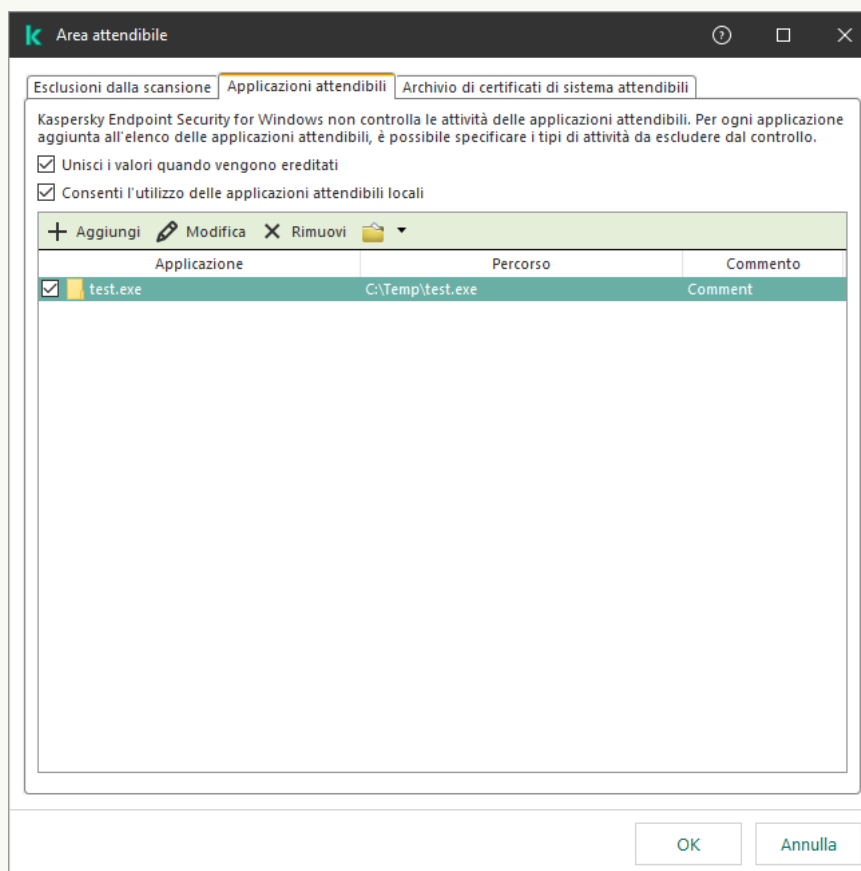 Area attendibile
Esclusioni dalla scansione Applicazioni attendibili Archivio di certificati di sistema attendibili
Kaspersky Endpoint Security for Windows non controlla le attività delle applicazioni attendibili. Per ogni applicazione
aggiunta all'elenco delle applicazioni attendibili, è possibile specificare i tipi di attività da escludere dal controllo.
Unisci i valori quando vengono ereditati
Consenti l'utilizzo delle applicazioni attendibili locali
Aggiungi Modifica Rimuovi
Applicazione Percorso Commento
test.exe C:\Temp\test.exe Comment
OK Annulla